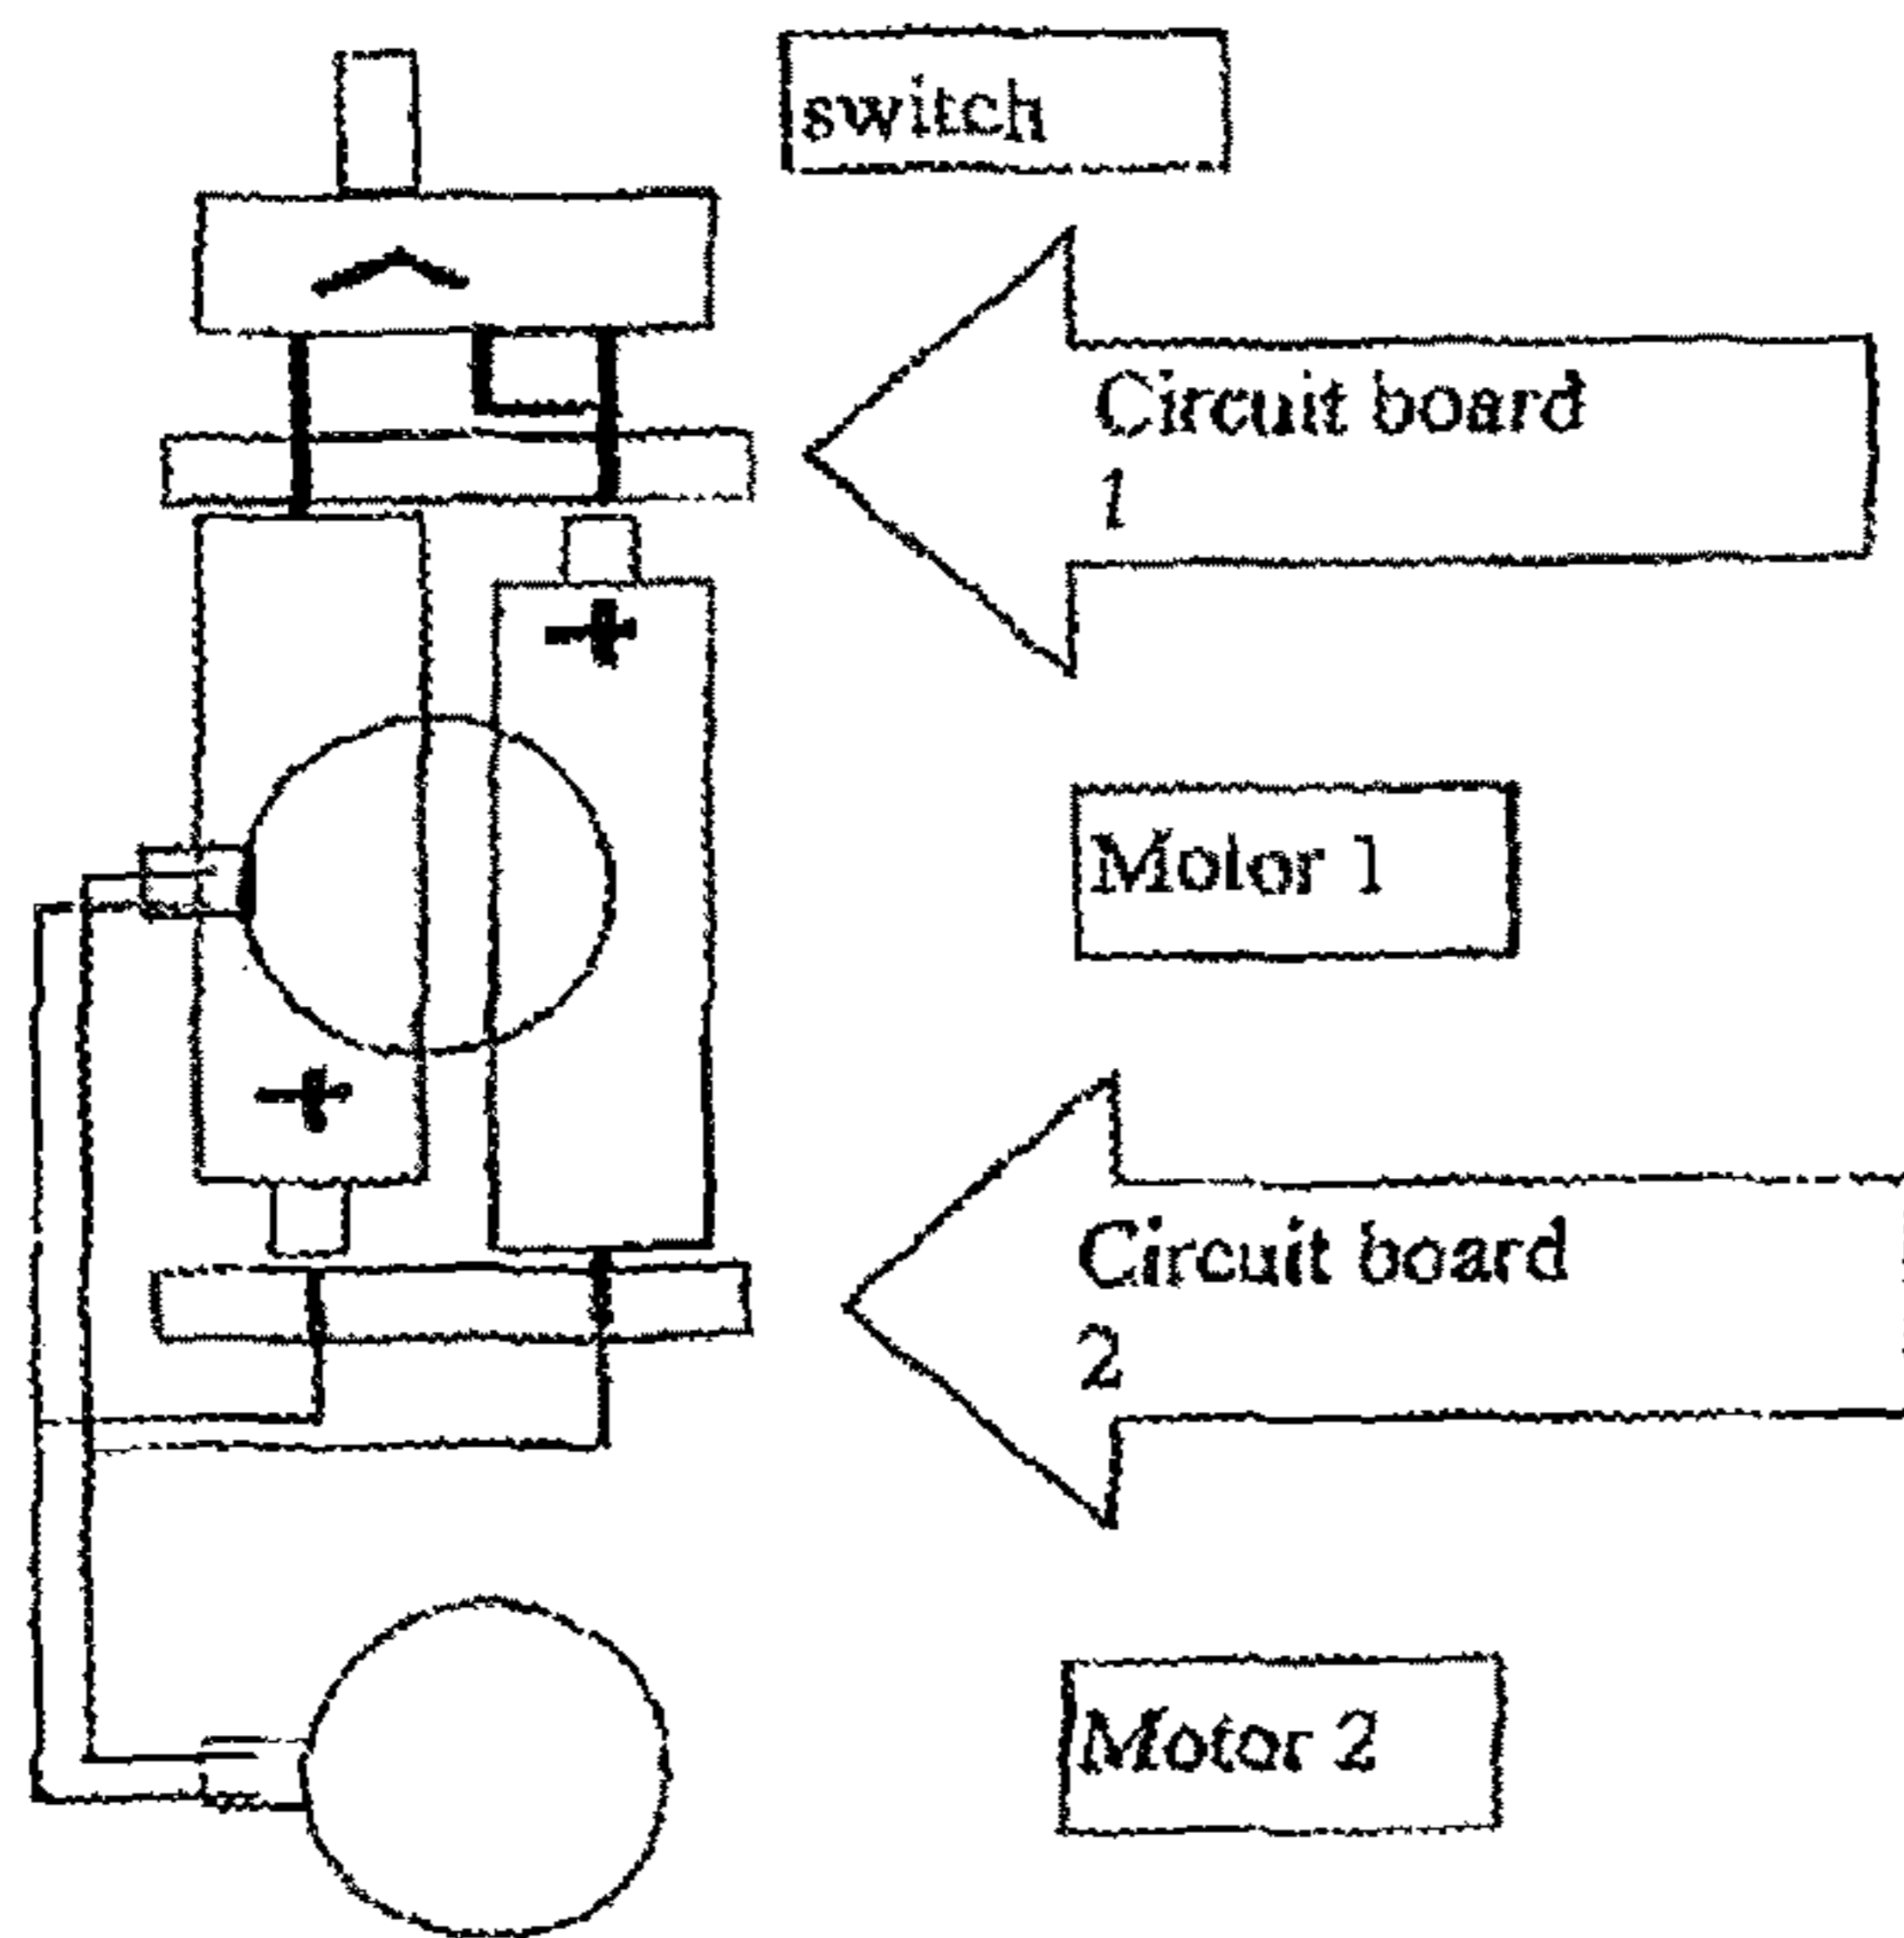 switch
Circuit board
1
+
Motor 1
+
Circuit board
2
Motor 2